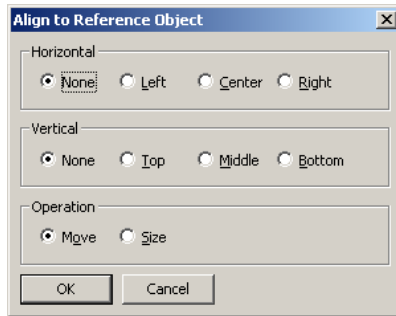 Align to Reference Object
Horizontal
None Left Center Right
Vertical
None Top Middle Bottom
Operation
Move Size
OK Cancel